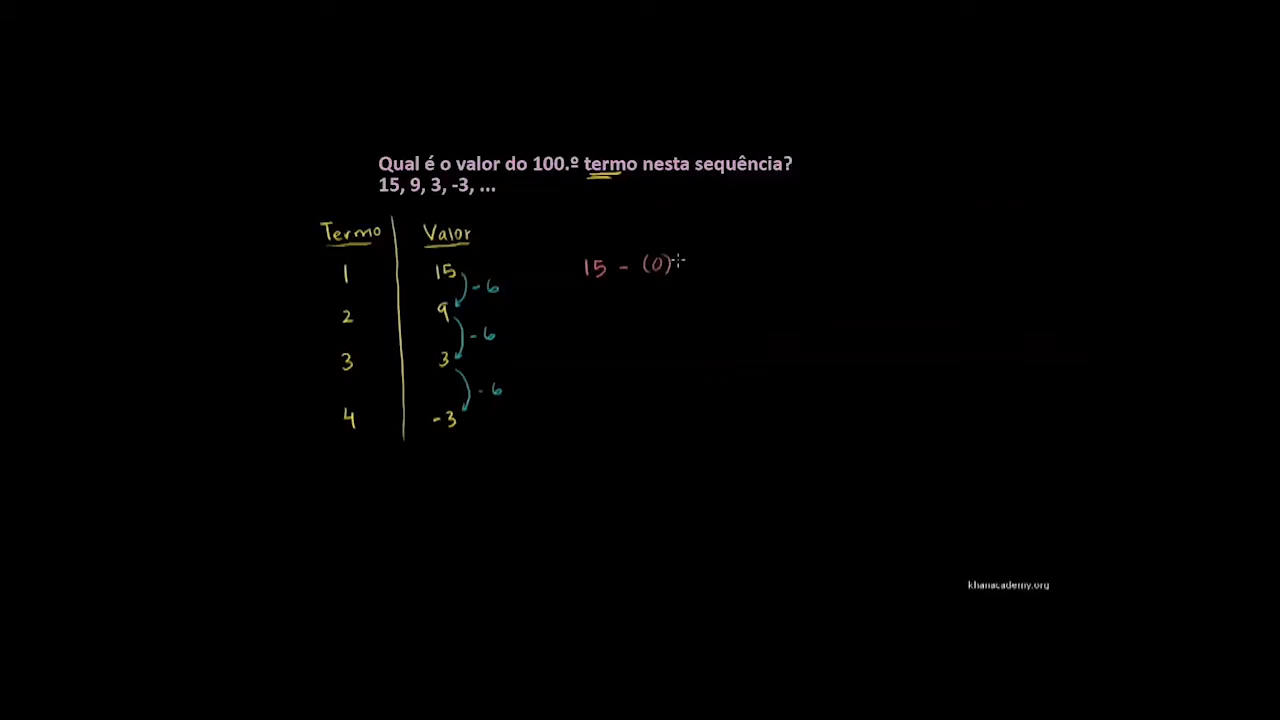 Qual é o valor do 100.º termo nesta sequência?
15, 9, 3, -3, ...
Termo Valor
1 15 -6 15 - (0)
2 9 -6
3 3 -6
4 -3
khanacademy.org